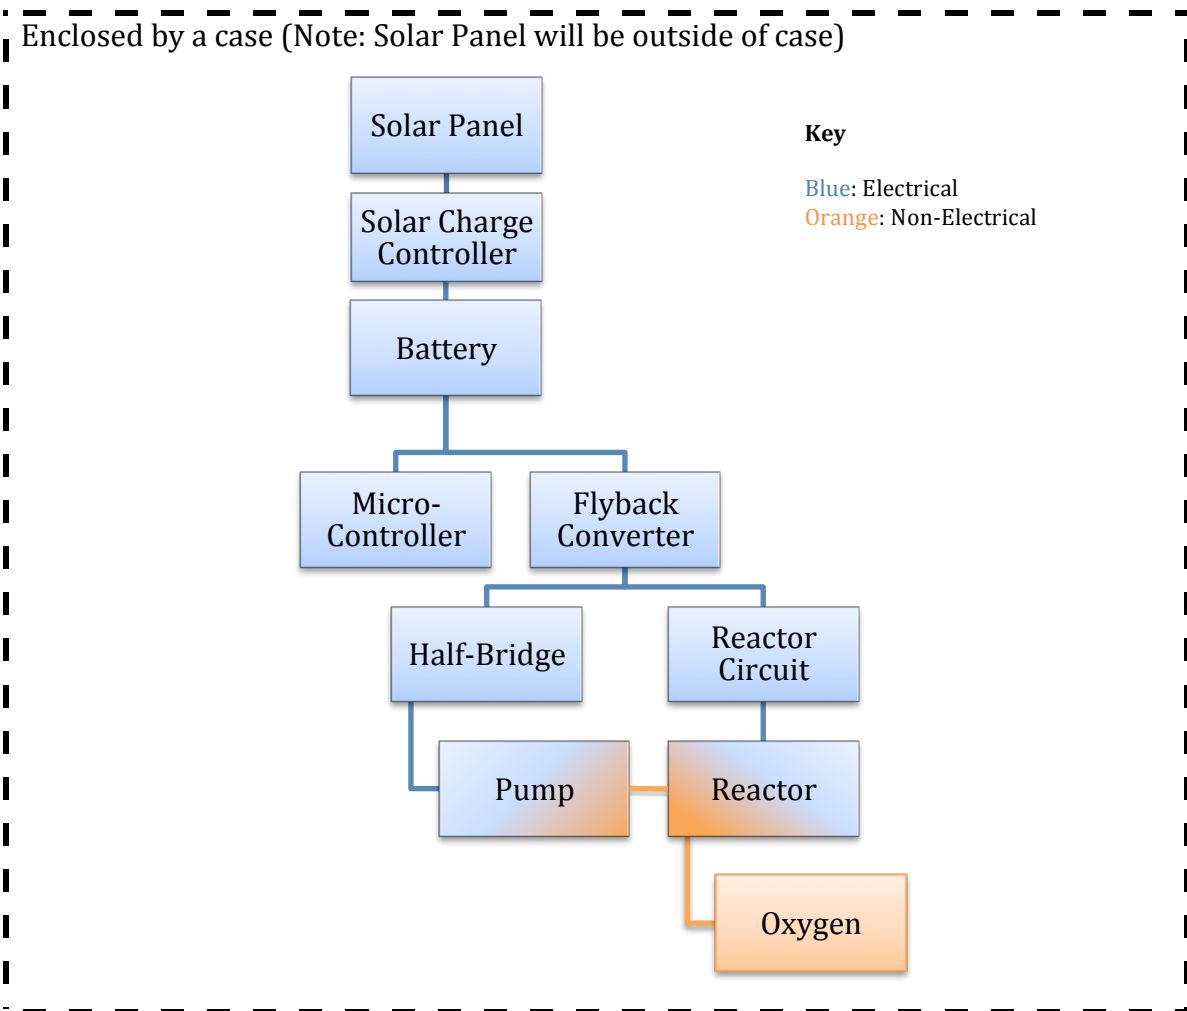 Enclosed by a case (Note: Solar Panel will be outside of case)
Solar Panel
Key
Blue: Electrical
Orange: Non-Electrical
Solar Charge
Controller
Battery
Micro-
Controller
Flyback
Converter
Half-Bridge
Reactor
Circuit
Pump
Reactor
Oxygen